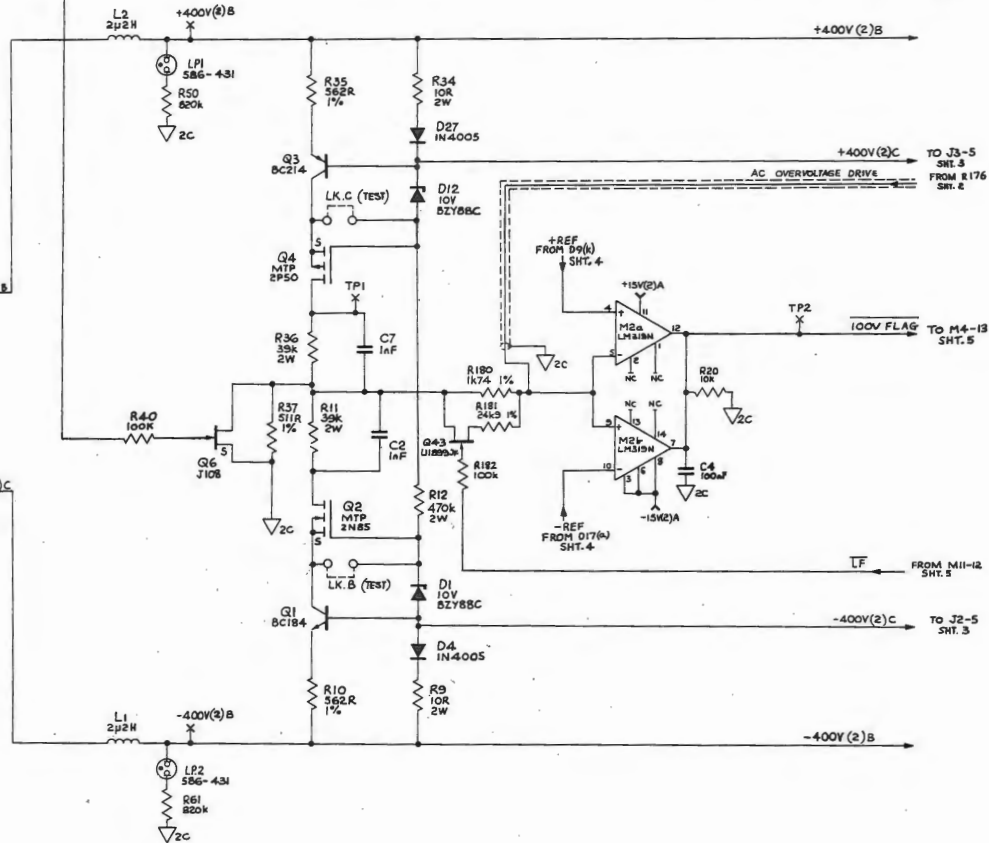 L2
2µ2H
+400V(2)B
+400V(2)B
LP1
586-431
R50
820k
2C
R35
562R
1%
R34
10R
2W
D27
1N4005
Q3
BC214
+400V(2)C
TO J3-5
SHT. 3
AC OVERVOLTAGE DRIVE
FROM R176
SHT. 2
D12
10V
BZY88C
LK.C (TEST)
S
Q4
MTP
2P50
+REF
FROM D9(k)
SHT. 4
+15V(2)A
TP1
4
+
11
M2a
LM319N
12
TP2
100V FLAG
TO M4-13
SHT. 5
B
R36
39k
2W
C7
1nF
5
-
2
1
NC
NC
2C
R20
10k
2C
R180
1k74 1%
R181
24k9 1%
R40
100K
R37
511R
1%
R11
39k
2W
C2
1nF
Q43
U1899
NC
NC
9
+
13
14
M2b
LM319N
7
10
-
3
6
8
C4
100nF
2C
Q6
J108
S
R182
100k
-15V(2)A
C
2C
Q2
MTP
2N85
S
R12
470k
2W
-REF
FROM D17(a)
SHT. 4
LF
FROM M11-12
SHT. 5
LK.B (TEST)
D1
10V
BZY88C
Q1
BC184
-400V(2)C
TO J2-5
SHT. 3
D4
1N4005
R10
562R
1%
R9
10R
2W
L1
2µ2H
-400V(2)B
-400V(2)B
LP.2
586-431
R61
820k
2C